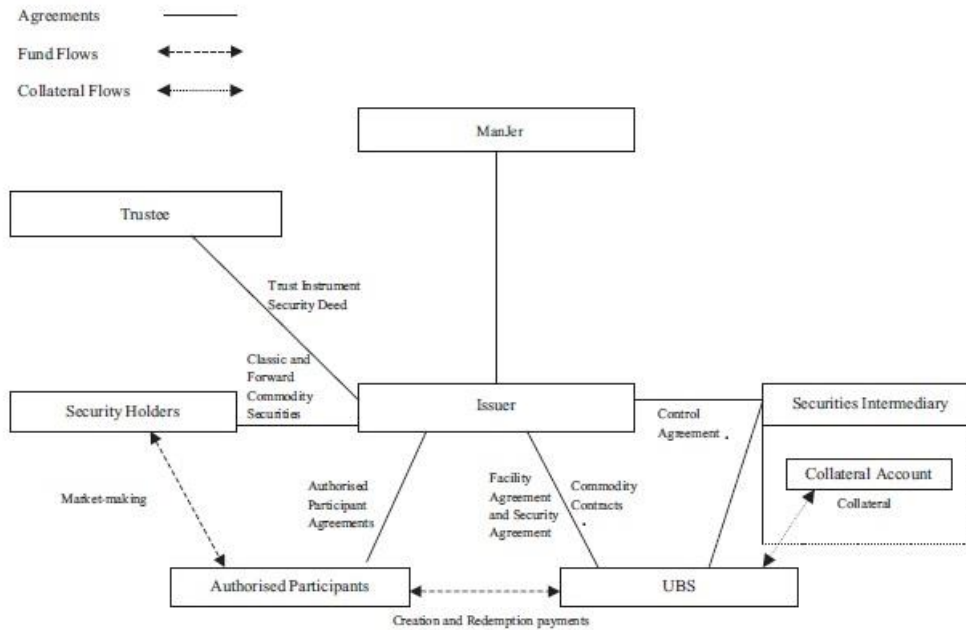 Agreements
Fund Flows
Collateral Flows
ManJer
Trustee
Trust Instrument
Security Deed
Classic and
Forward
Commodity
Securities
Security Holders
Issuer
Control
Agreement
Securities Intermediary
Collateral Account
Collateral
Market-making
Authorised
Participant
Agreements
Facility
Agreement
and Security
Agreement
Commodity
Contracts
Authorised Participants
UBS
Creation and Redemption payments